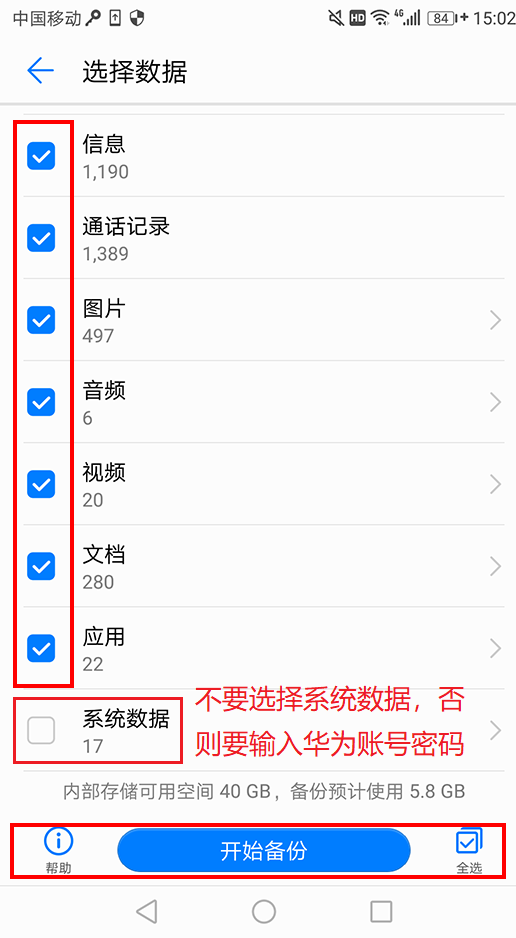 中国移动 HD 4G 84 15:02
选择数据
信息
1,190
通话记录
1,389
图片
497
音频
6
视频
20
文档
280
应用
22
系统数据
17
不要选择系统数据，否
则要输入华为账号密码
内部存储可用空间 40 GB，备份预计使用 5.8 GB
帮助 开始备份 全选